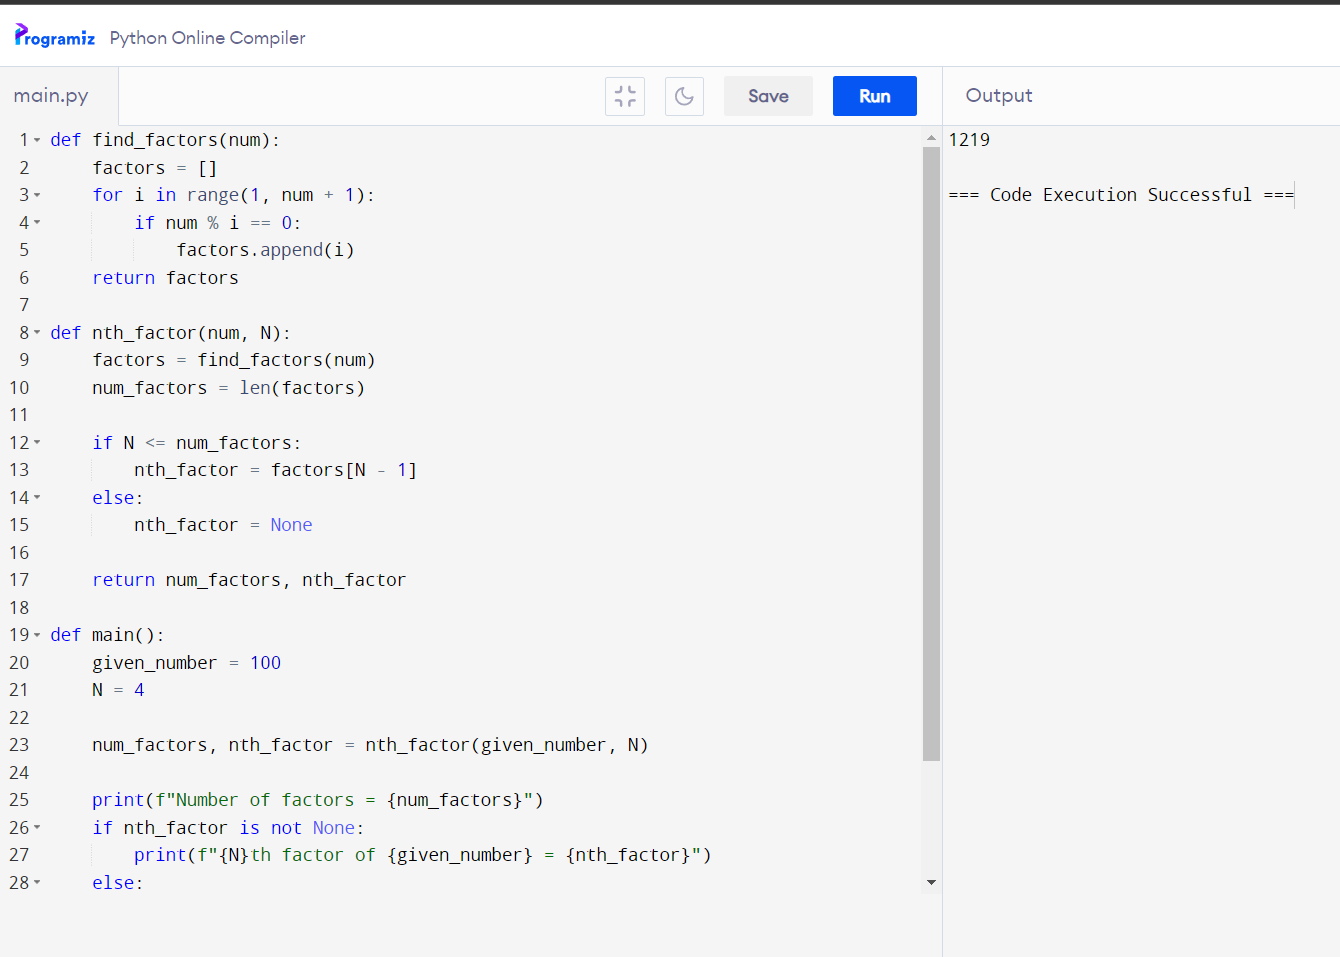 Programiz Python Online Compiler
main.py Save Run Output
1 def find_factors(num):
2     factors = []
3     for i in range(1, num + 1):
4         if num % i == 0:
5             factors.append(i)
6     return factors
7
8 def nth_factor(num, N):
9     factors = find_factors(num)
10     num_factors = len(factors)
11
12     if N <= num_factors:
13         nth_factor = factors[N - 1]
14     else:
15         nth_factor = None
16
17     return num_factors, nth_factor
18
19 def main():
20     given_number = 100
21     N = 4
22
23     num_factors, nth_factor = nth_factor(given_number, N)
24
25     print(f"Number of factors = {num_factors}")
26     if nth_factor is not None:
27         print(f"{N}th factor of {given_number} = {nth_factor}")
28     else:
1219
=== Code Execution Successful ===